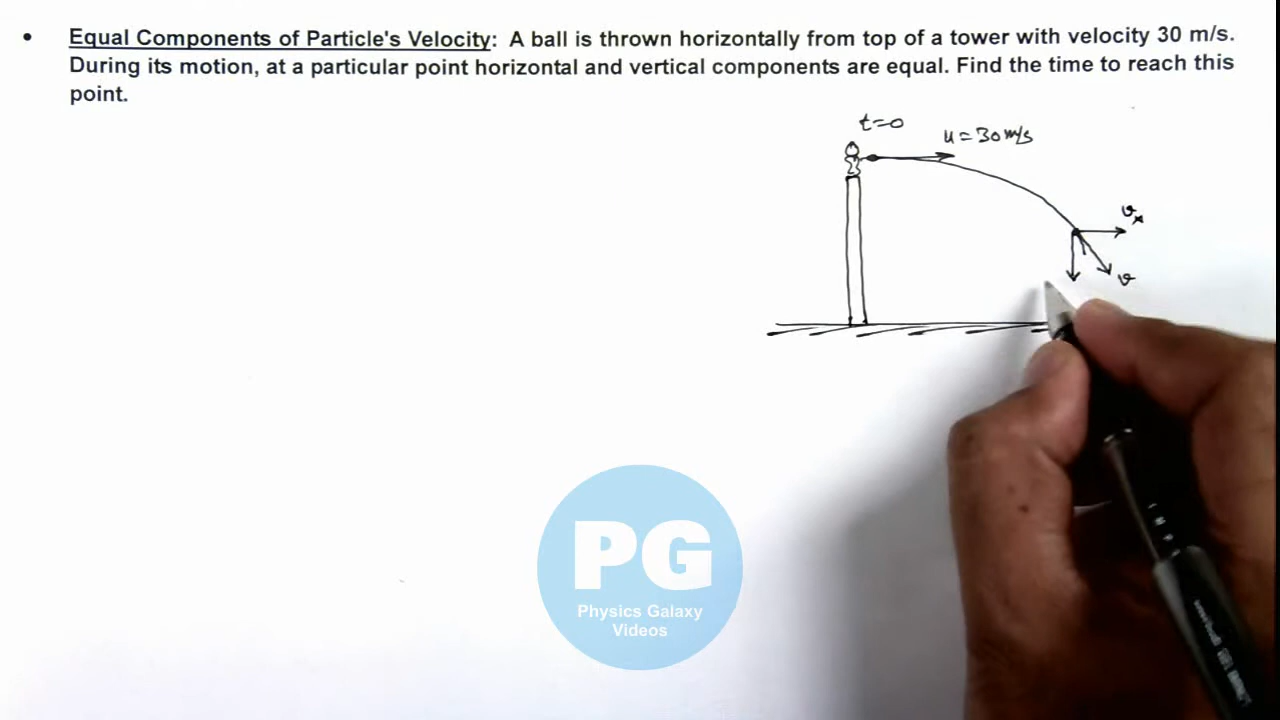 • Equal Components of Particle's Velocity: A ball is thrown horizontally from top of a tower with velocity 30 m/s.
During its motion, at a particular point horizontal and vertical components are equal. Find the time to reach this
point.
t=0
u=30m/s
vₓ
v
PG
Physics Galaxy
Videos